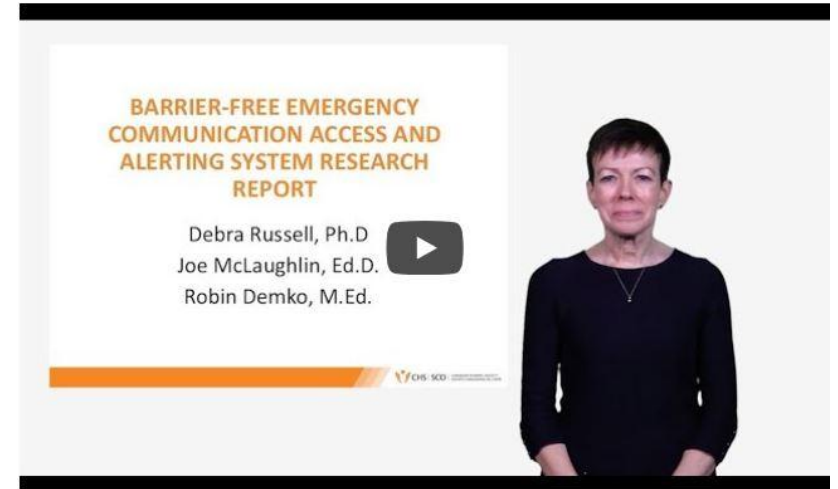 BARRIER-FREE EMERGENCY
COMMUNICATION ACCESS AND
ALERTING SYSTEM RESEARCH
REPORT
Debra Russell, Ph.D
Joe McLaughlin, Ed.D.
Robin Demko, M.Ed.
CHS SCO